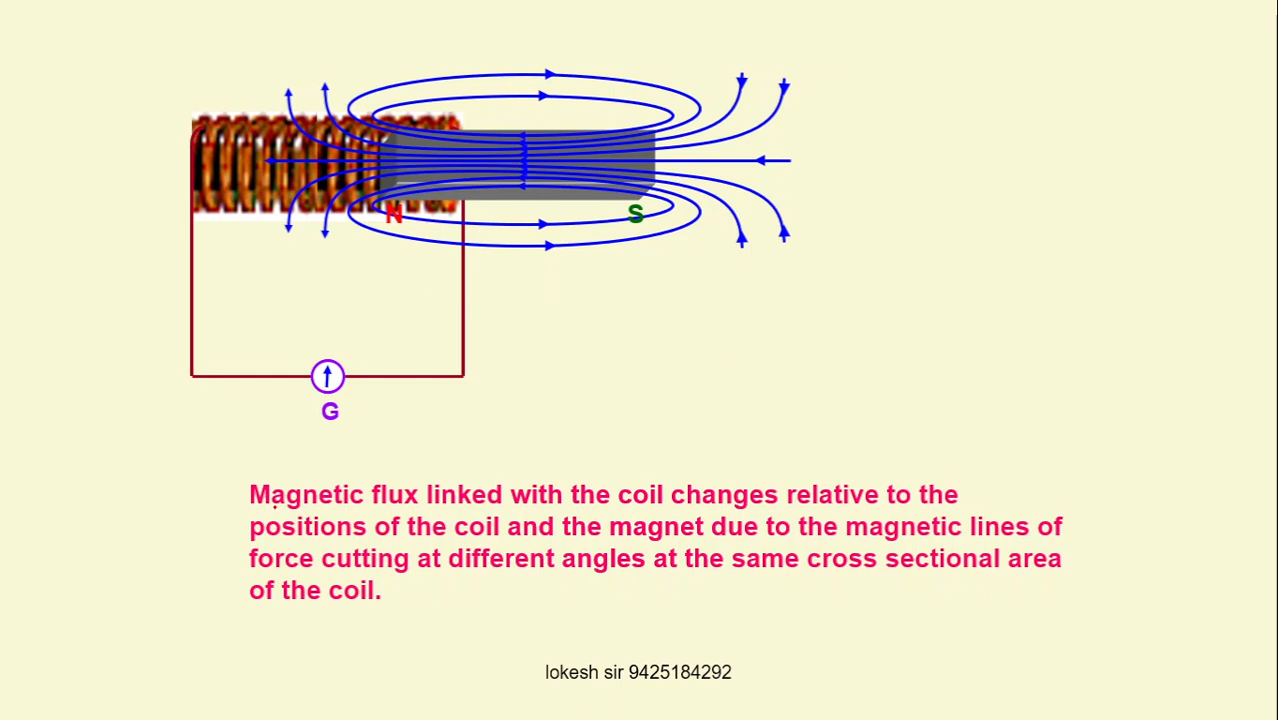 N
S
G
Magnetic flux linked with the coil changes relative to the
positions of the coil and the magnet due to the magnetic lines of
force cutting at different angles at the same cross sectional area
of the coil.
lokesh sir 9425184292